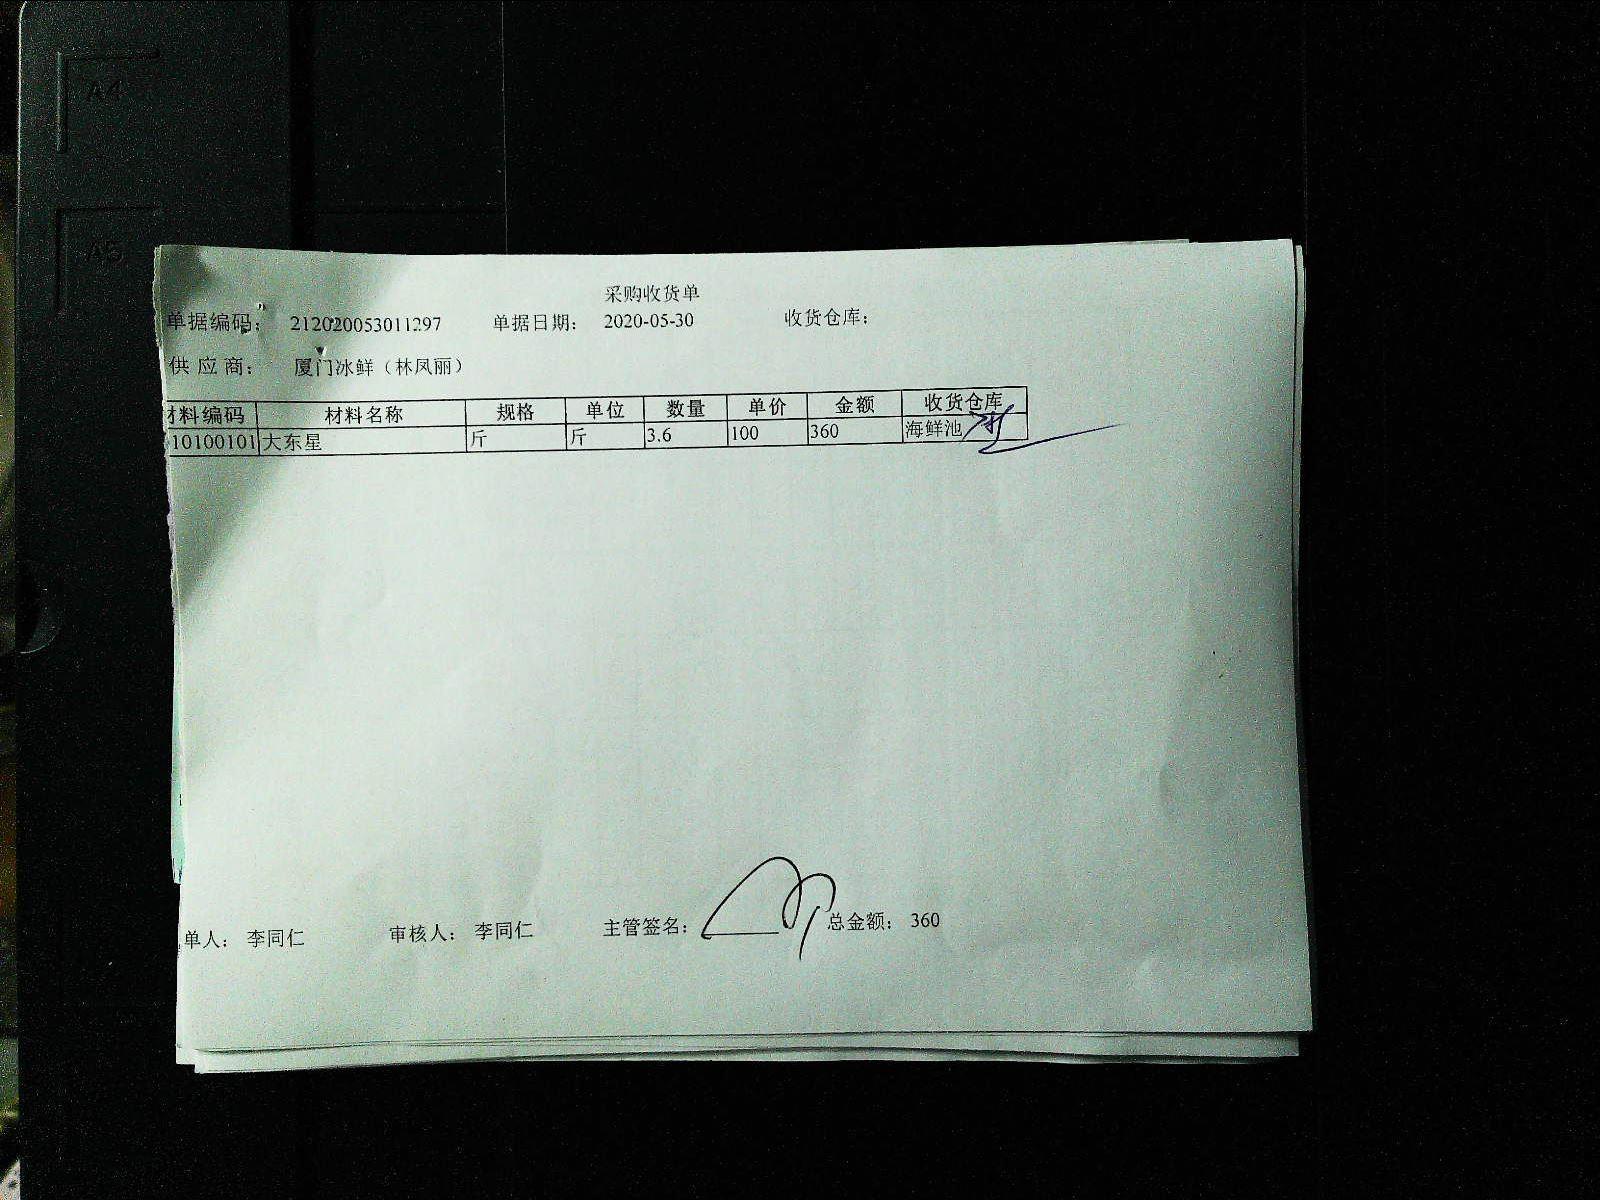 A4
A5
采购收货单
单据编码： 212020053011297 单据日期： 2020-05-30 收货仓库：
供应商： 厦门冰鲜（林凤丽）
材料编码 材料名称 规格 单位 数量 单价 金额 收货仓库
10100101 大东星 斤 斤 3.6 100 360 海鲜池
单人： 李同仁 审核人： 李同仁 主管签名： 总金额： 360